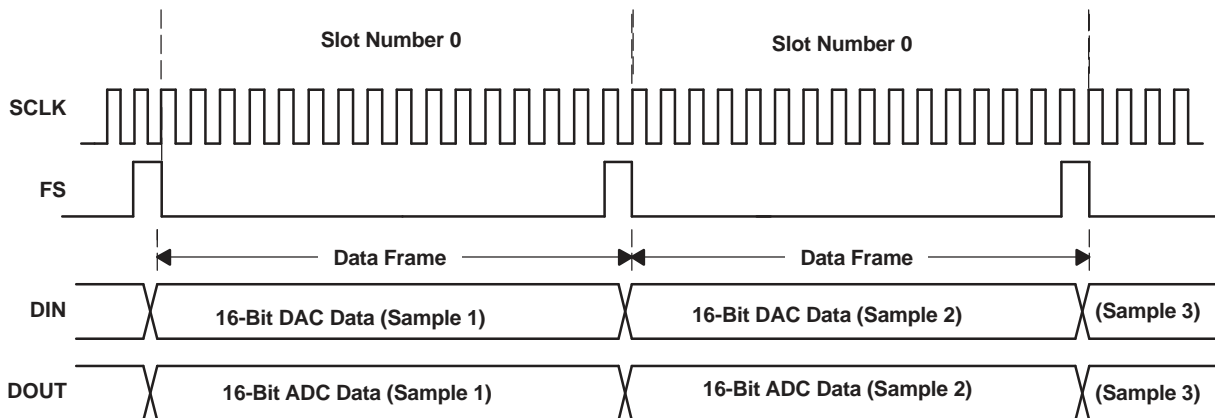 Slot Number 0
Slot Number 0
SCLK
FS
Data Frame
Data Frame
DIN
16-Bit DAC Data (Sample 1)
16-Bit DAC Data (Sample 2)
(Sample 3)
DOUT
16-Bit ADC Data (Sample 1)
16-Bit ADC Data (Sample 2)
(Sample 3)